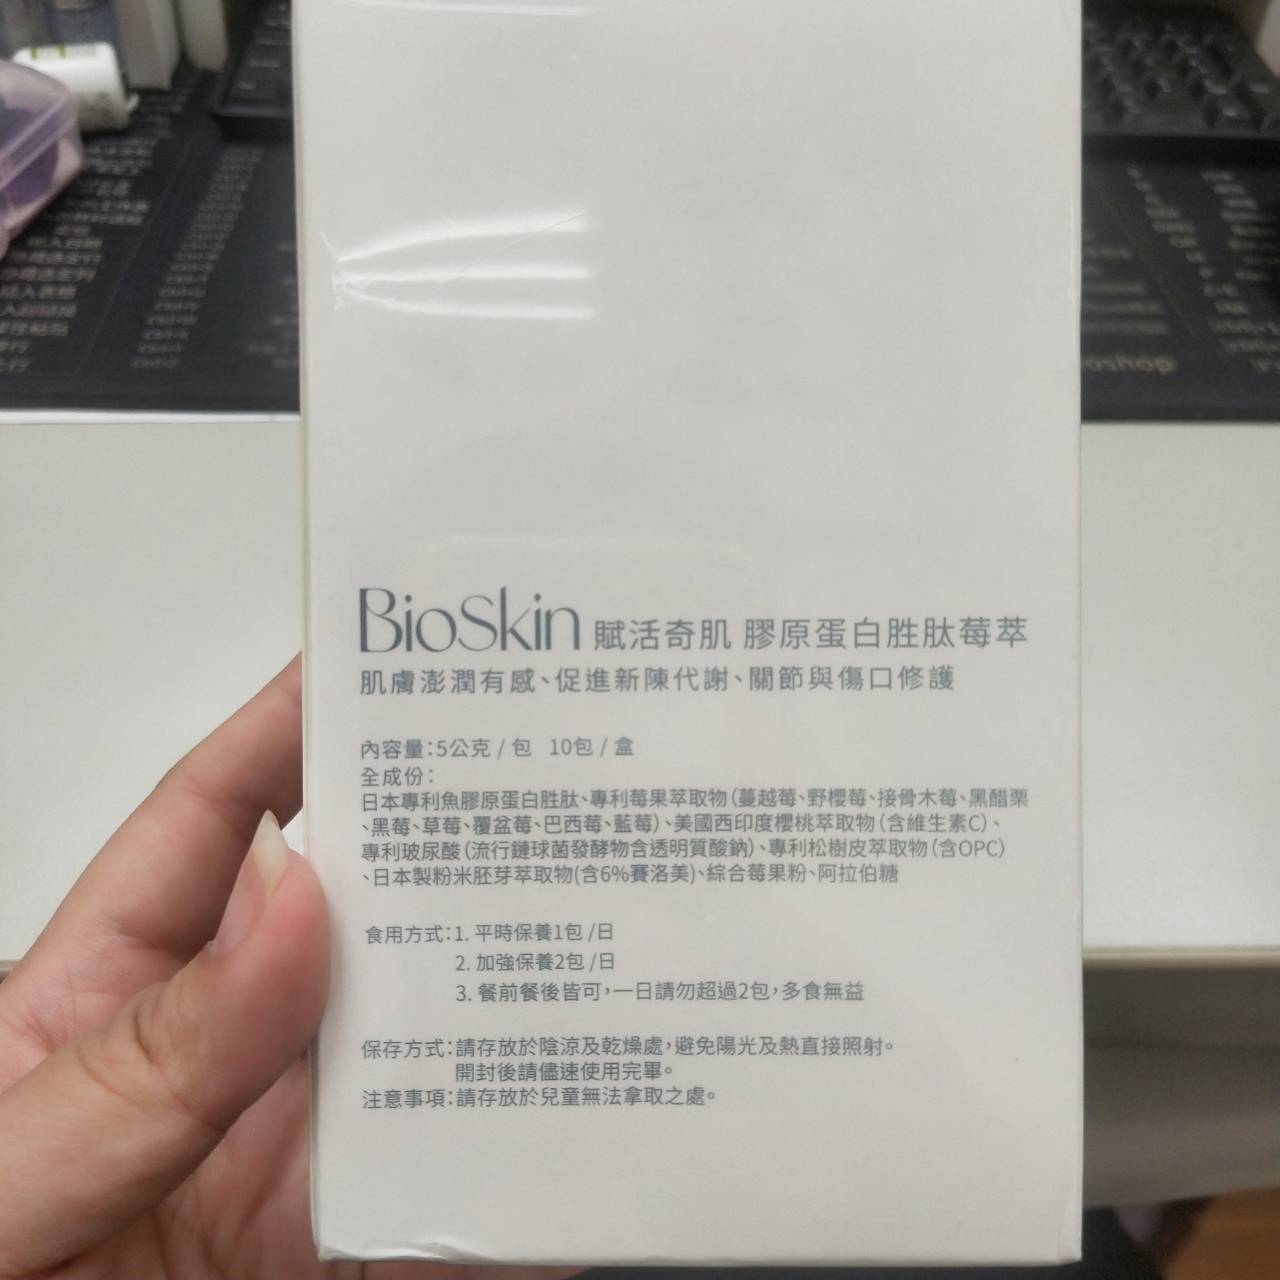 BioSkin 賦活奇肌 膠原蛋白胜肽莓萃
肌膚澎潤有感、促進新陳代謝、關節與傷口修護
內容量:5公克 / 包 10包 / 盒
全成份:
日本專利魚膠原蛋白胜肽、專利莓果萃取物(蔓越莓、野櫻莓、接骨木莓、黑醋栗
、黑莓、草莓、覆盆莓、巴西莓、藍莓)、美國西印度櫻桃萃取物(含維生素C)、
專利玻尿酸(流行鏈球菌發酵物含透明質酸鈉)、專利松樹皮萃取物(含OPC)
、日本製粉米胚芽萃取物(含6%賽洛美)、綜合莓果粉、阿拉伯糖
食用方式:1. 平時保養1包 /日
2. 加強保養2包 /日
3. 餐前餐後皆可,一日請勿超過2包,多食無益
保存方式:請存放於陰涼及乾燥處,避免陽光及熱直接照射。
開封後請儘速使用完畢。
注意事項:請存放於兒童無法拿取之處。